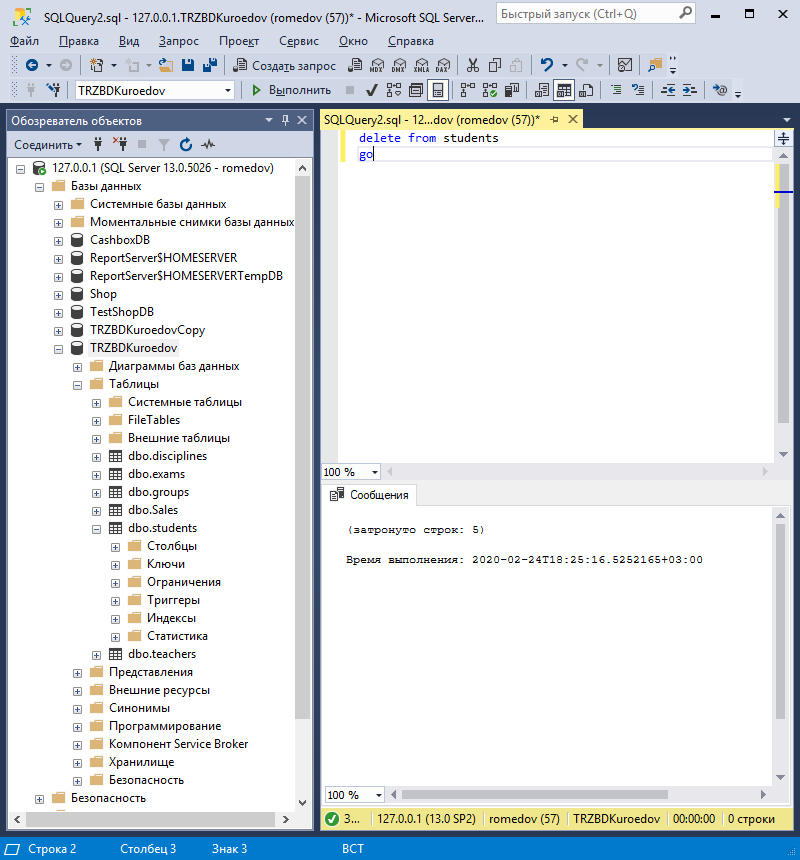 SQLQuery2.sql - 127.0.0.1.TRZBDKuroedov (romedov (57))* - Microsoft SQL Server...
Быстрый запуск (Ctrl+Q)
Файл Правка Вид Запрос Проект Сервис Окно Справка
Создать запрос
MDX DMX XMLA DAX
TRZBDKuroedov
Выполнить
Обозреватель объектов
SQLQuery2.sql - 12...dov (romedov (57))*
Соединить
delete from students
go
127.0.0.1 (SQL Server 13.0.5026 - romedov)
Базы данных
Системные базы данных
Моментальные снимки базы данных
CashboxDB
ReportServer$HOMESERVER
ReportServer$HOMESERVERTempDB
Shop
TestShopDB
TRZBDKuroedovCopy
TRZBDKuroedov
Диаграммы баз данных
Таблицы
Системные таблицы
FileTables
Внешние таблицы
dbo.disciplines
dbo.exams
dbo.groups
dbo.Sales
dbo.students
Столбцы
Ключи
Ограничения
Триггеры
Индексы
Статистика
dbo.teachers
Представления
Внешние ресурсы
Синонимы
Программирование
Компонент Service Broker
Хранилище
Безопасность
Безопасность
100 %
Сообщения
(затронуто строк: 5)
Время выполнения: 2020-02-24T18:25:16.5252165+03:00
100 %
З... 127.0.0.1 (13.0 SP2) romedov (57) TRZBDKuroedov 00:00:00 0 строки
Строка 2 Столбец 3 Знак 3 ВСТ